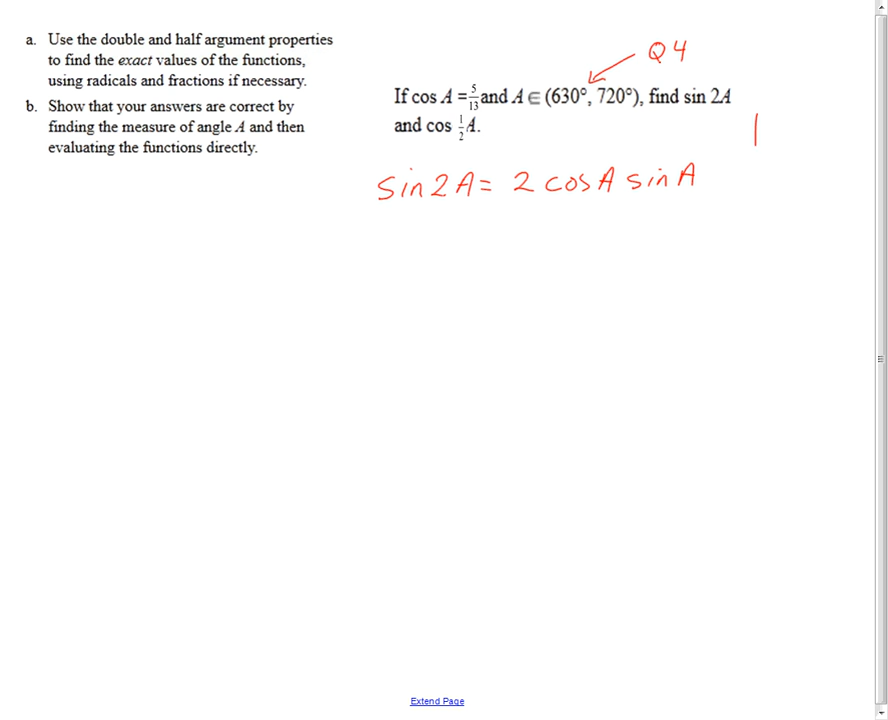 a. Use the double and half argument properties
to find the exact values of the functions,
using radicals and fractions if necessary.
b. Show that your answers are correct by
finding the measure of angle A and then
evaluating the functions directly.
Q4
If cos A = 5/13 and A ∈ (630°, 720°), find sin 2A
and cos 1/2 A.
sin 2A = 2 cos A sin A
Extend Page